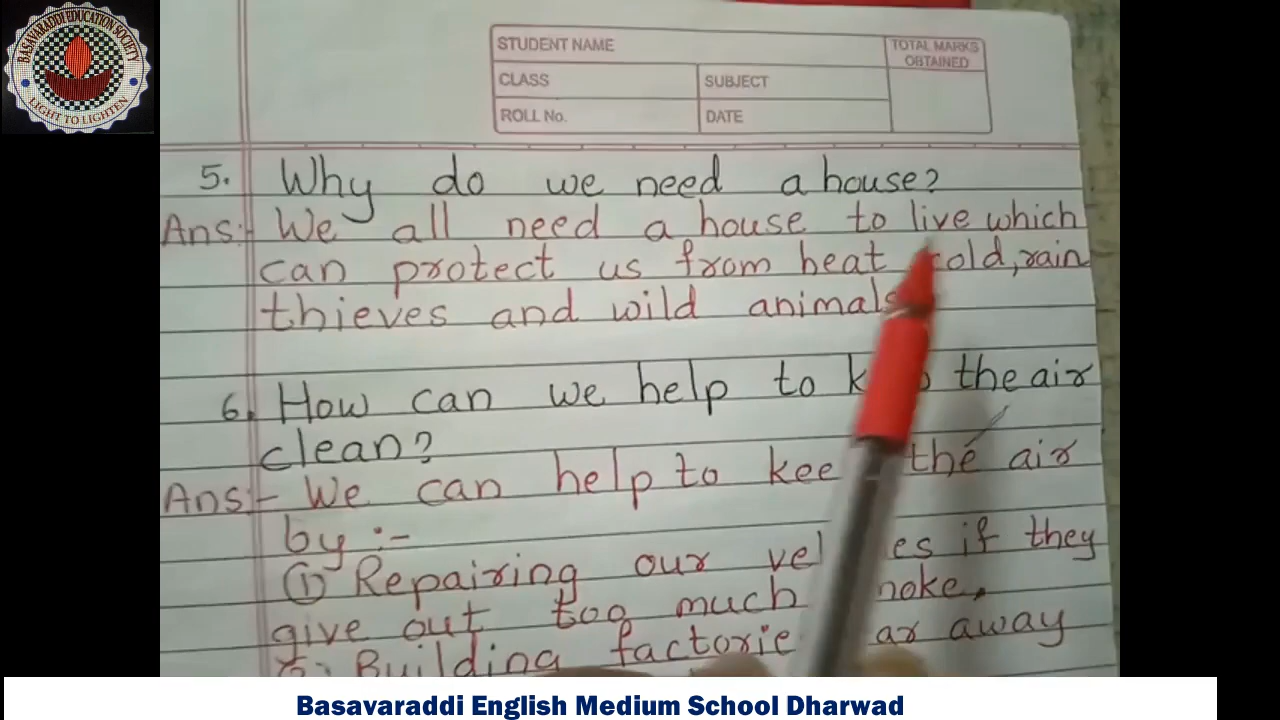 BASAVARADDI EDUCATION SOCIETY
LIGHT TO LIGHTEN
STUDENT NAME
TOTAL MARKS
OBTAINED
CLASS
SUBJECT
ROLL No.
DATE
5. Why do we need a house?
Ans:- We all need a house to live which
can protect us from heat cold, rain
thieves and wild animals
6. How can we help to the air
clean?
Ans:- We can help to the air
by :-
① Repairing our if they
give out too much
2. Building away
Basavaraddi English Medium School Dharwad